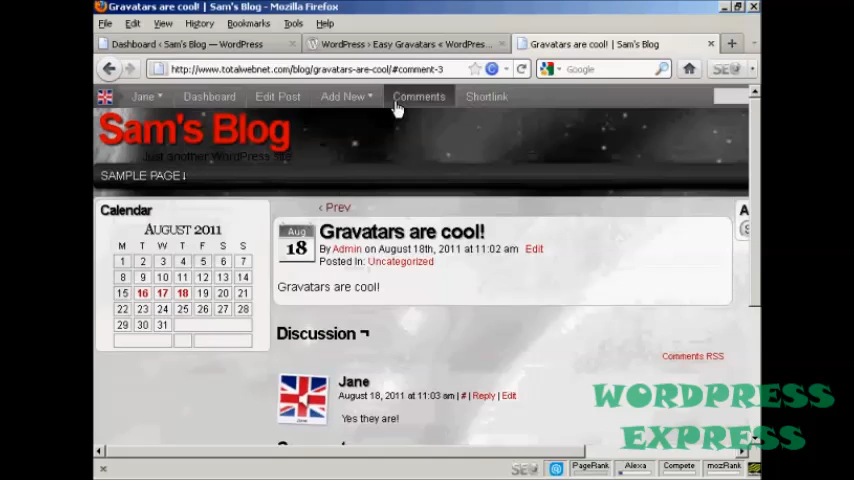 Gravatars are cool! | Sam's Blog - Mozilla Firefox
File Edit View History Bookmarks Tools Help
Dashboard ‹ Sam's Blog — WordPress
WordPress › Easy Gravatars « WordPres...
Gravatars are cool! | Sam's Blog
http://www.totalwebnet.com/blog/gravatars-are-cool/#comment-3
Google
SE
Jane Dashboard Edit Post Add New Comments Shortlink
Sam's Blog
Just another WordPress site
SAMPLE PAGE↓
Calendar
AUGUST 2011
M T W T F S S
1 2 3 4 5 6 7
8 9 10 11 12 13 14
15 16 17 18 19 20 21
22 23 24 25 26 27 28
29 30 31
‹ Prev
Aug
18
Gravatars are cool!
By Admin on August 18th, 2011 at 11:02 am Edit
Posted In: Uncategorized
Gravatars are cool!
Discussion ¬
Comments RSS
Jane
August 18, 2011 at 11:03 am | # | Reply | Edit
Yes they are!
WORDPRESS
EXPRESS
SE PageRank Alexa Compete mozRank